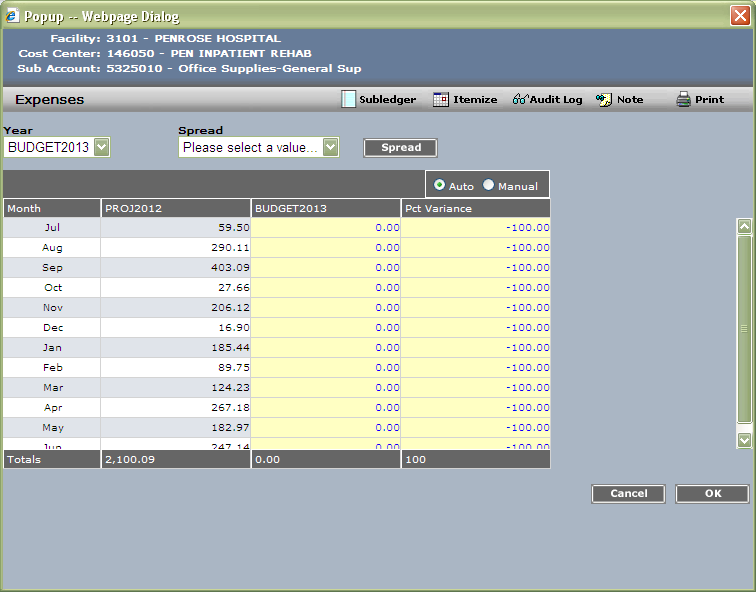 Popup -- Webpage Dialog
Facility: 3101 - PENROSE HOSPITAL
Cost Center: 146050 - PEN INPATIENT REHAB
Sub Account: 5325010 - Office Supplies-General Sup
Expenses Subledger Itemize Audit Log Note Print
Year Spread
BUDGET2013 Please select a value... Spread
Auto Manual
Month PROJ2012 BUDGET2013 Pct Variance
Jul 59.50 0.00 -100.00
Aug 290.11 0.00 -100.00
Sep 403.09 0.00 -100.00
Oct 27.66 0.00 -100.00
Nov 206.12 0.00 -100.00
Dec 16.90 0.00 -100.00
Jan 185.44 0.00 -100.00
Feb 89.75 0.00 -100.00
Mar 124.23 0.00 -100.00
Apr 267.18 0.00 -100.00
May 182.97 0.00 -100.00
Jun 247.14 0.00 -100.00
Totals 2,100.09 0.00 100
Cancel OK